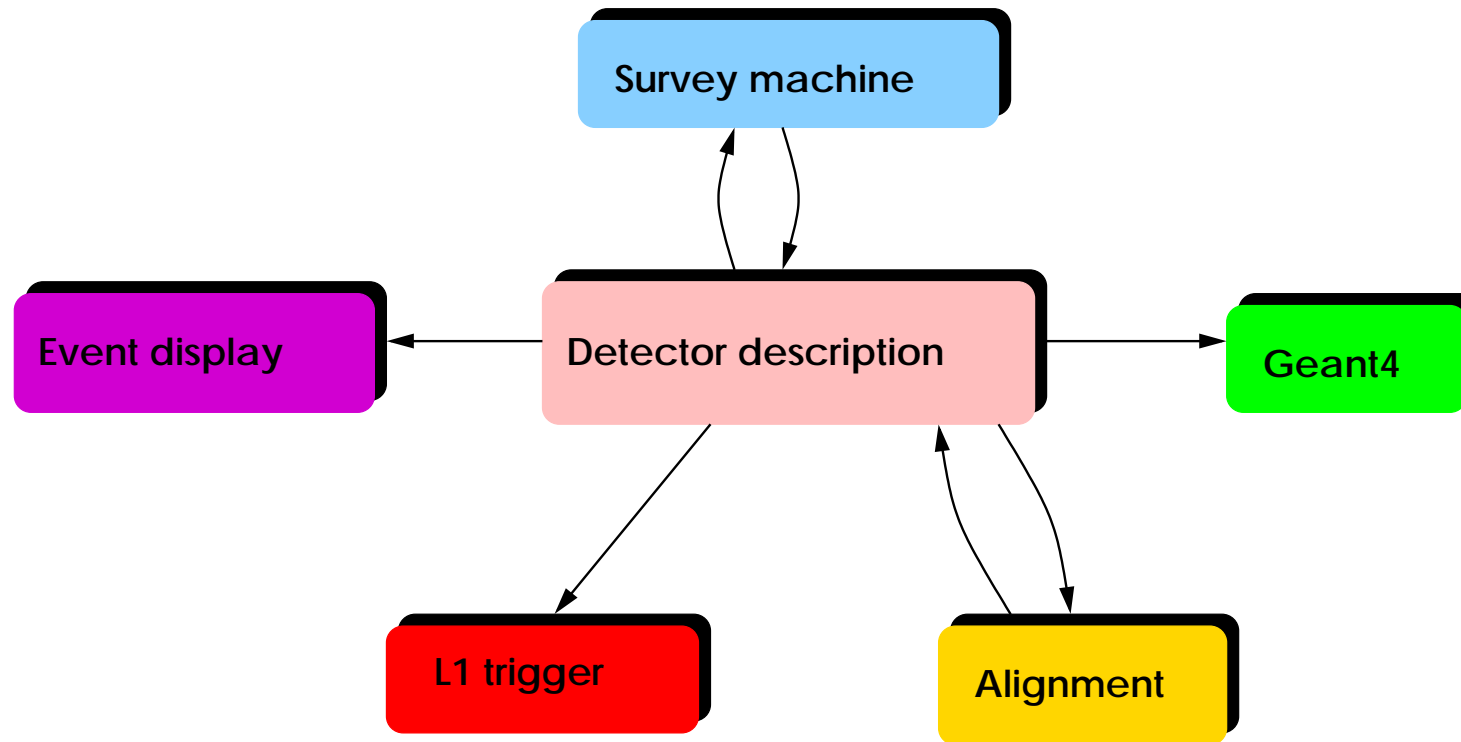 Survey machine
Event display
Detector description
Geant4
L1 trigger
Alignment